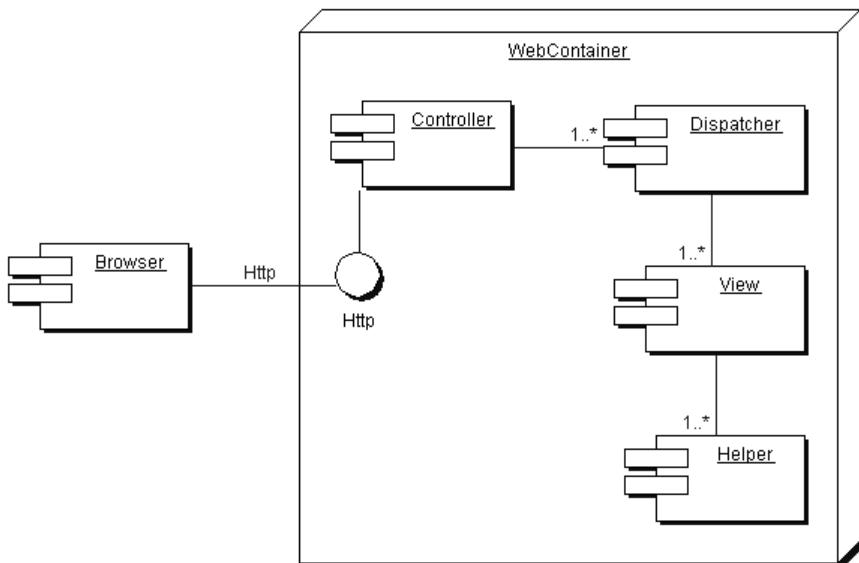 WebContainer
Controller
1..*
Dispatcher
Browser
Http
Http
1..*
View
1..*
Helper